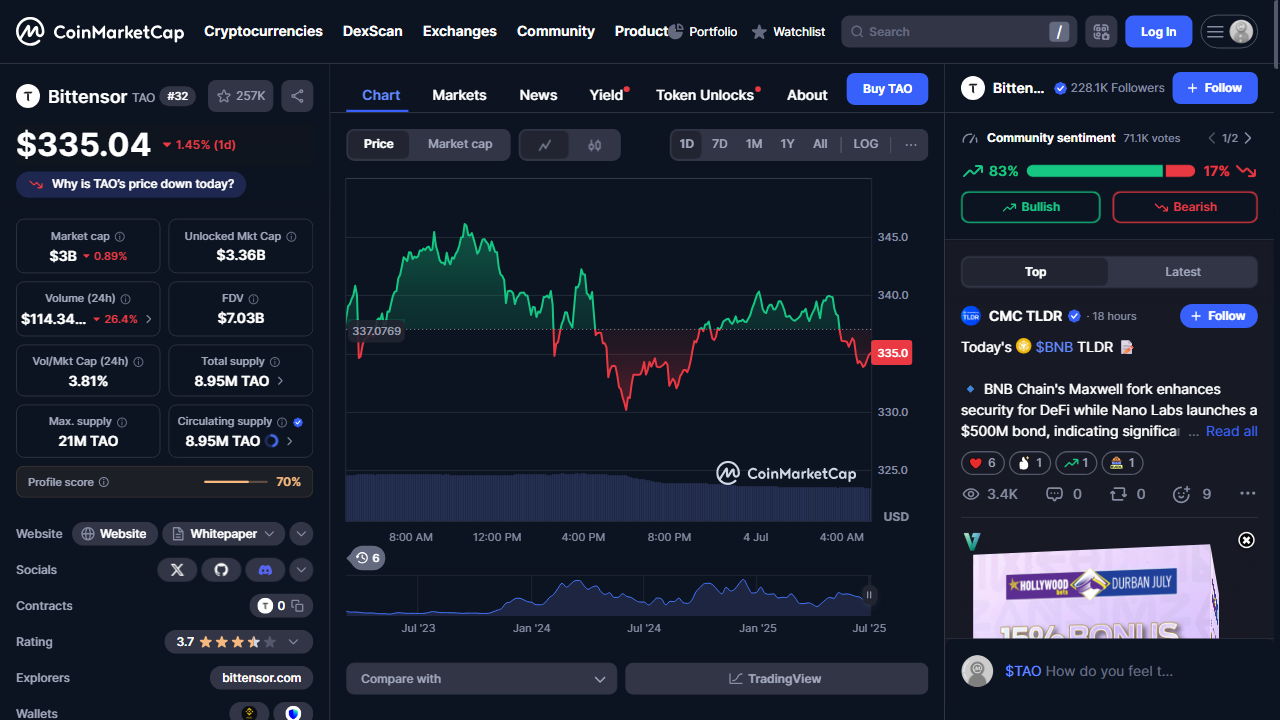 CoinMarketCap
Cryptocurrencies
DexScan
Exchanges
Community
Product
Portfolio
Watchlist
Search
/
Log In
Bittensor TAO #32
257K
$335.04
1.45% (1d)
Why is TAO's price down today?
Market cap
$3B 0.89%
Unlocked Mkt Cap
$3.36B
Volume (24h)
$114.34... 26.4%
FDV
$7.03B
Vol/Mkt Cap (24h)
3.81%
Total supply
8.95M TAO
Max. supply
21M TAO
Circulating supply
8.95M TAO
Profile score
70%
Website
Website
Whitepaper
Socials
Contracts
T 0
Rating
3.7
Explorers
bittensor.com
Wallets
Chart
Markets
News
Yield
Token Unlocks
About
Buy TAO
Price
Market cap
1D
7D
1M
1Y
All
LOG
...
345.0
340.0
337.0769
335.0
330.0
325.0
CoinMarketCap
USD
8:00 AM
12:00 PM
4:00 PM
8:00 PM
4 Jul
4:00 AM
6
Jul '23
Jan '24
Jul '24
Jan '25
Jul '25
Compare with
TradingView
Bitten...
228.1K Followers
+ Follow
Community sentiment 71.1K votes
1/2
83%
17%
Bullish
Bearish
Top
Latest
TLDR
CMC TLDR · 18 hours
+ Follow
Today's $BNB TLDR
BNB Chain's Maxwell fork enhances
security for DeFi while Nano Labs launches a
$500M bond, indicating significa ... Read all
6
1
1
1
3.4K
0
0
9
HOLLYWOOD
bets
DURBAN JULY
15% BONUS
$TAO How do you feel t...